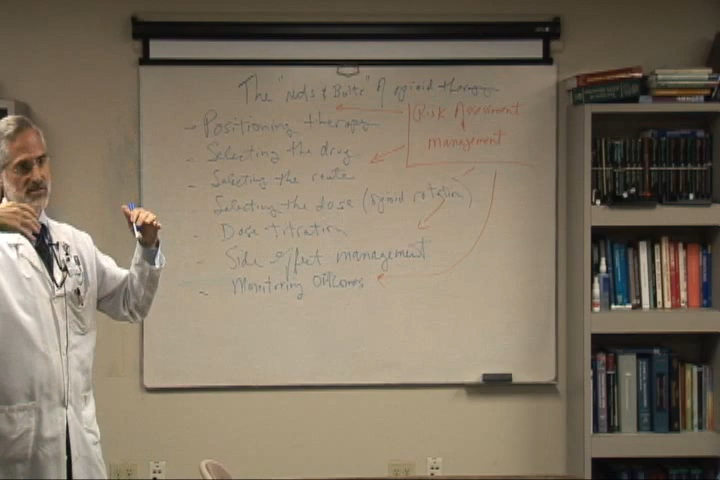 The "Nuts & Bolts" of opioid therapy
- Positioning therapy
- Selecting the drug
- Selecting the route
Selecting the dose (opioid rotation)
- Dose titration
- Side effect management
- Monitoring outcomes
Risk Assessment
&
management